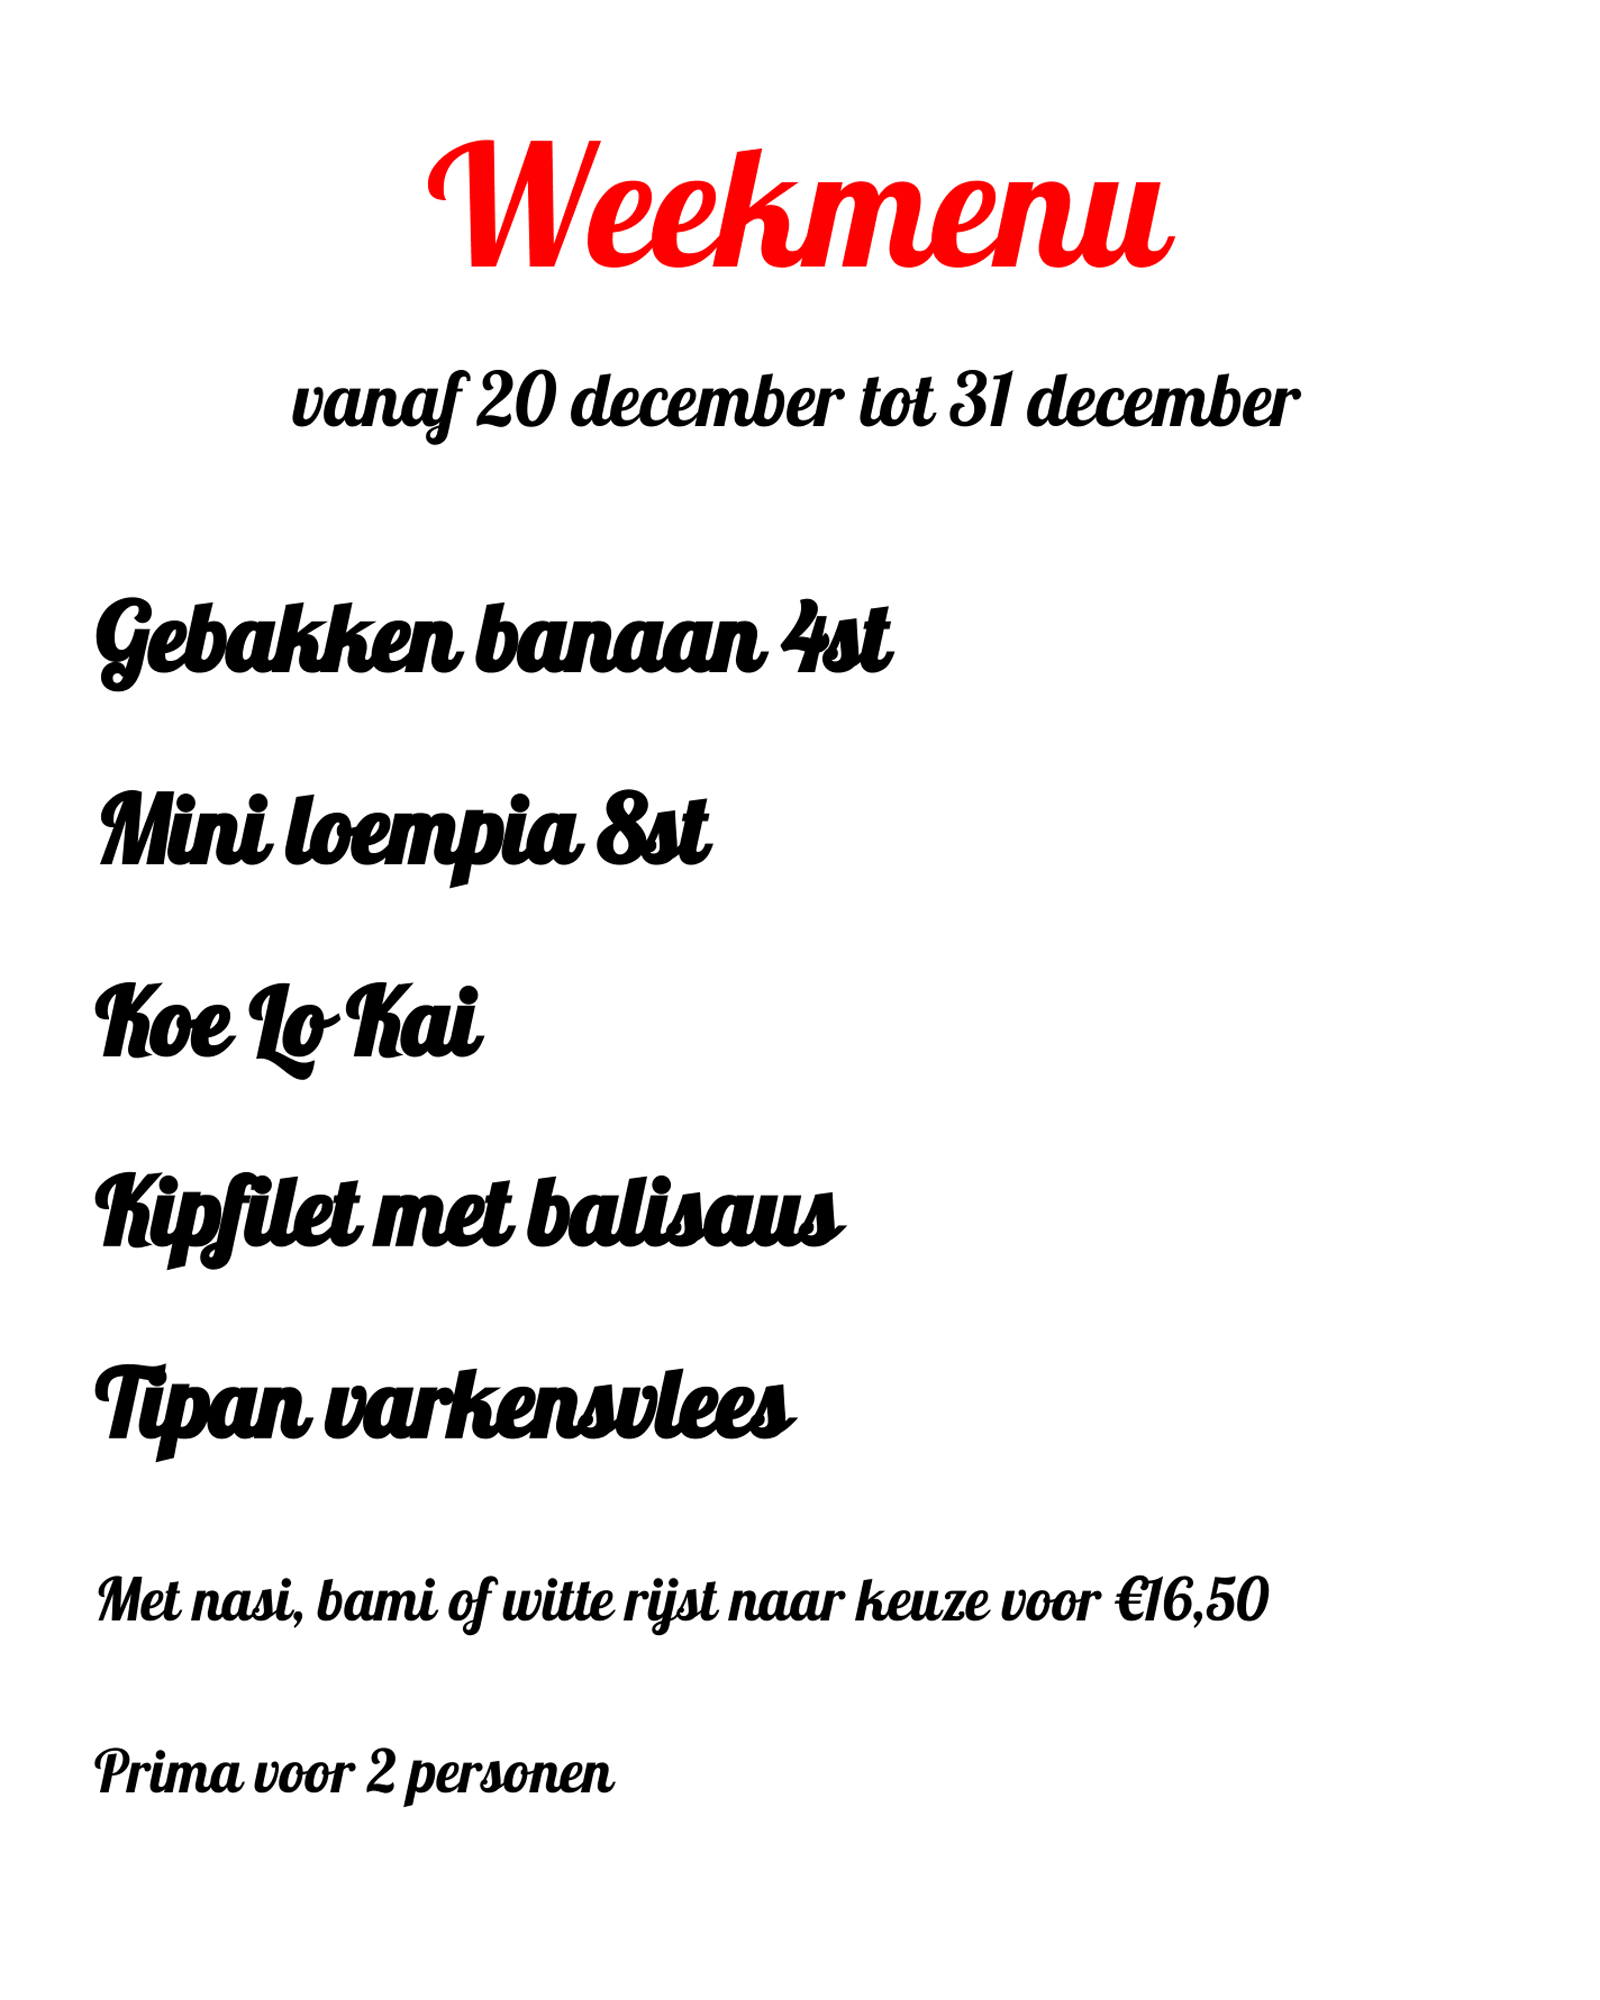 Weekmenu
vanaf 20 december tot 31 december
Gebakken banaan 4st
Mini loempia 8st
Koe Lo Kai
Kipfilet met balisaus
Tipan varkensvlees
Met nasi, bami of witte rijst naar keuze voor €16,50
Prima voor 2 personen